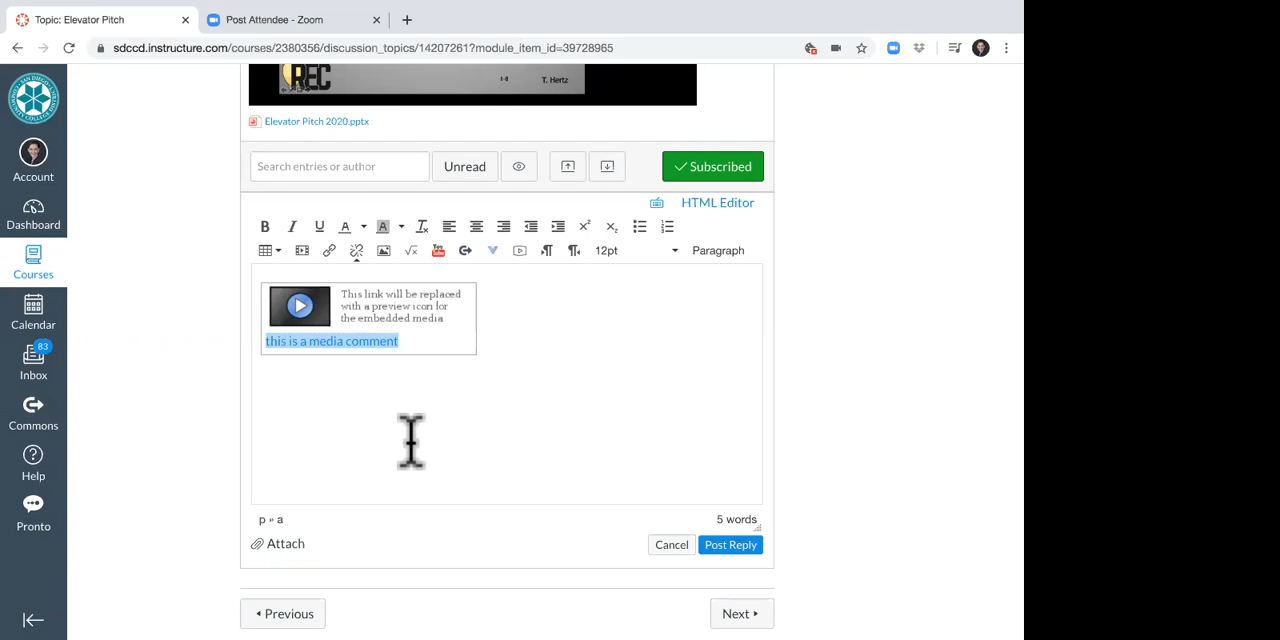 Topic: Elevator Pitch
Post Attendee - Zoom
sdccd.instructure.com/courses/2380356/discussion_topics/14207261?module_item_id=39728965
REC
T. Hertz
Elevator Pitch 2020.pptx
Search entries or author
Unread
Subscribed
HTML Editor
12pt
Paragraph
This link will be replaced
with a preview icon for
the embedded media
this is a media comment
p » a
5 words
Attach
Cancel
Post Reply
Previous
Next
Account
Dashboard
Courses
Calendar
83
Inbox
Commons
Help
Pronto